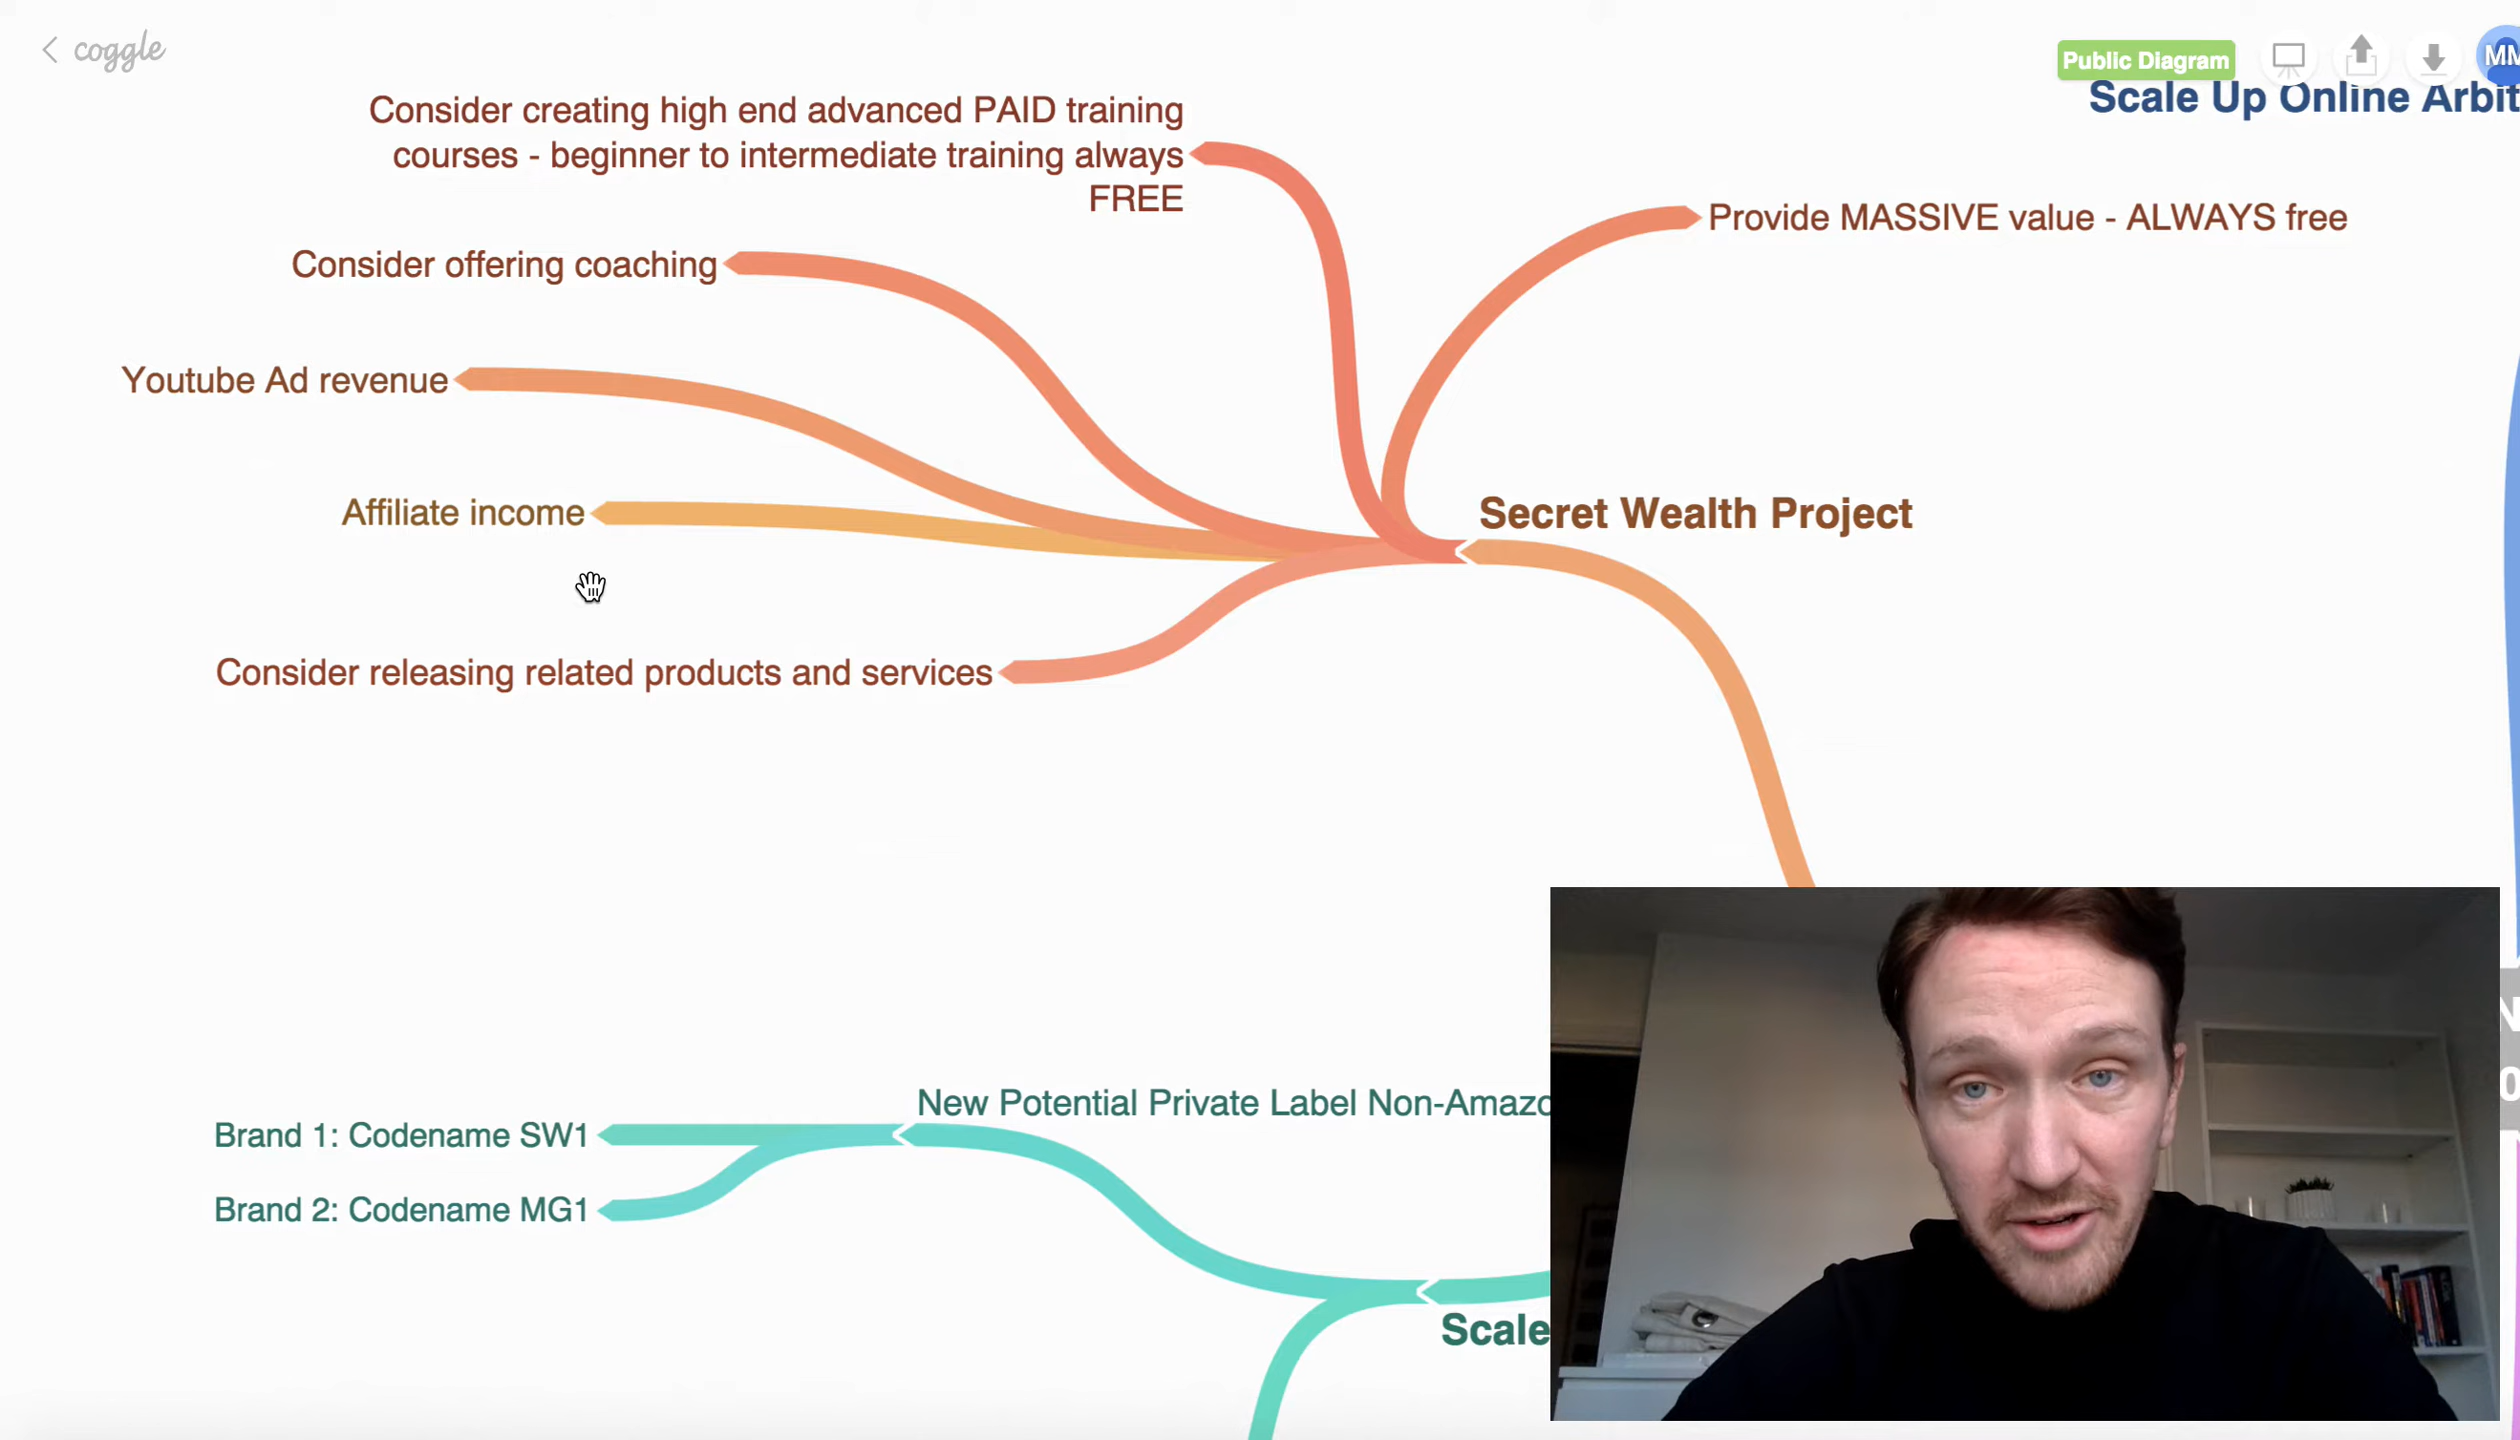 coggle
Public Diagram
MM
Scale Up Online Arbit
Consider creating high end advanced PAID training
courses - beginner to intermediate training always
FREE
Provide MASSIVE value - ALWAYS free
Consider offering coaching
Youtube Ad revenue
Affiliate income
Secret Wealth Project
Consider releasing related products and services
New Potential Private Label Non-Amazo
Brand 1: Codename SW1
Brand 2: Codename MG1
Scale